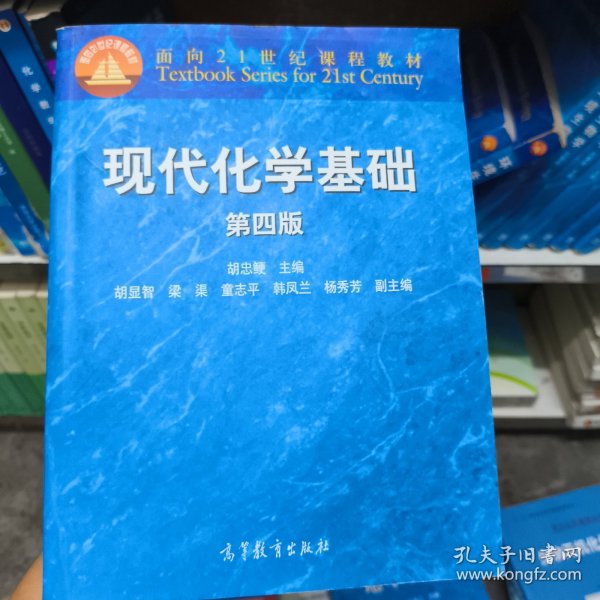 面向21世纪课程教材
Textbook Series for 21st Century
现代化学基础
第四版
胡忠鲠 主编
胡显智 梁 渠 童志平 韩凤兰 杨秀芳 副主编
高等教育出版社
孔夫子旧书网
www.kongfz.com